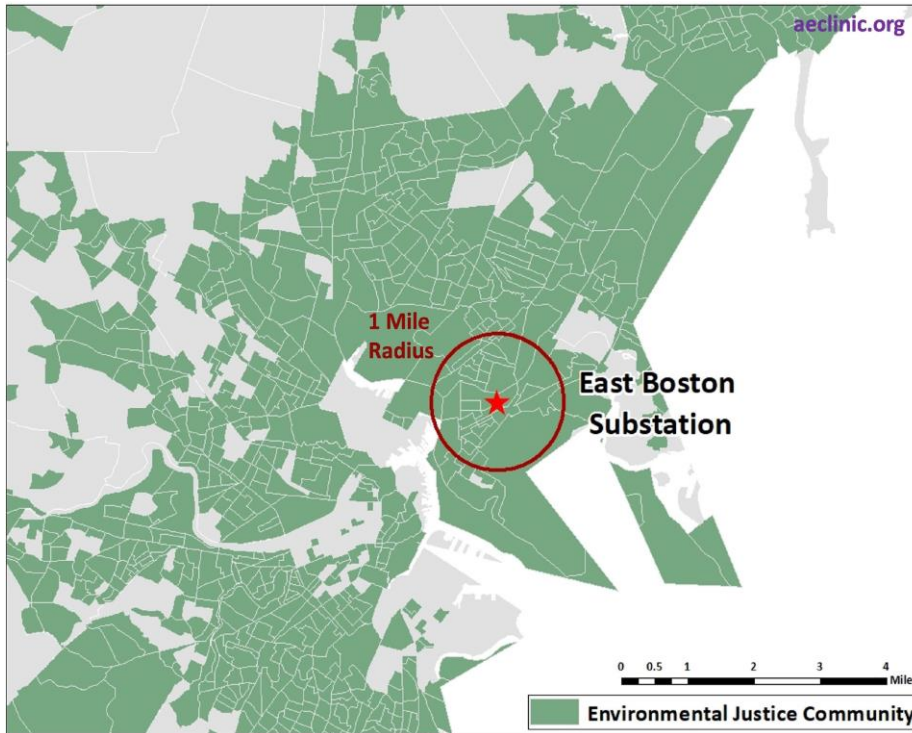 aeclinic.org
1 Mile
Radius
East Boston
Substation
0 0.5 1 2 3 4
Mile
Environmental Justice Community